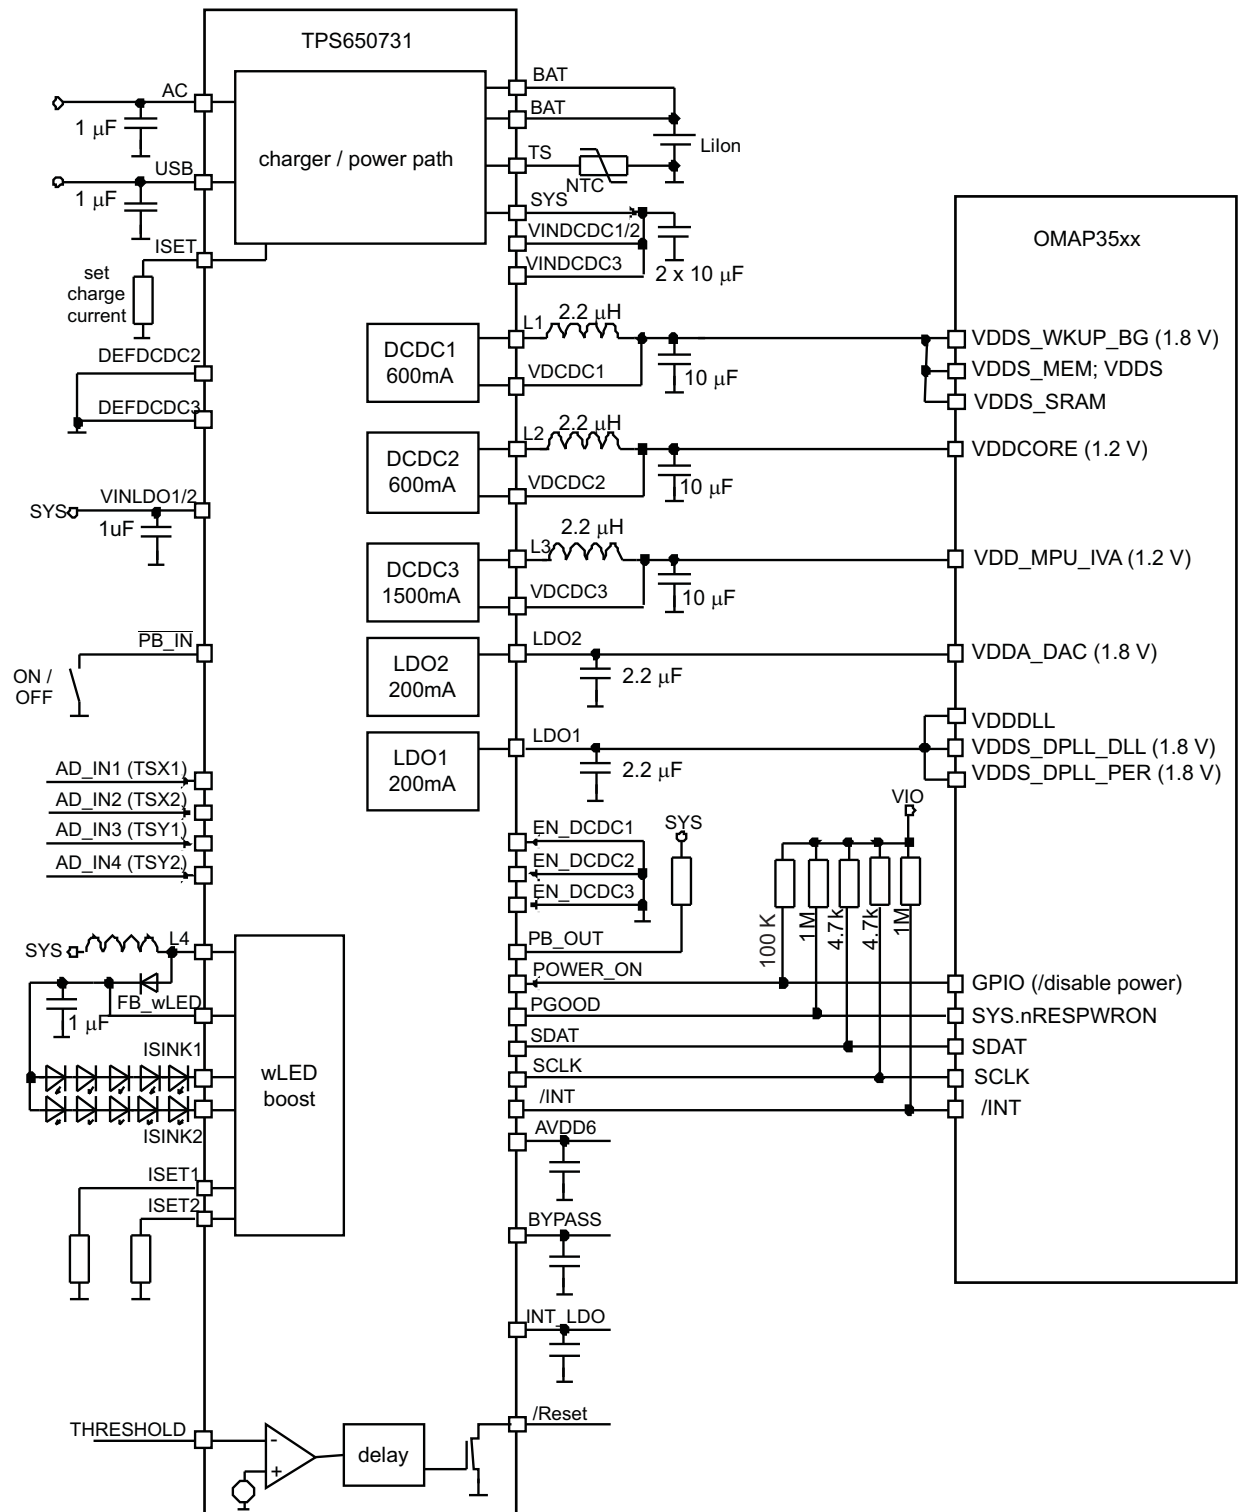 TPS650731
AC
1 μF
USB
1 μF
ISET
set
charge
current
charger / power path
BAT
BAT
LiIon
TS
NTC
SYS
VINDCDC1/2
VINDCDC3
2 x 10 μF
OMAP35xx
DEFDCDC2
DEFDCDC3
DCDC1
600mA
L1
2.2 μH
VDCDC1
10 μF
VDDS_WKUP_BG (1.8 V)
VDDS_MEM; VDDS
VDDS_SRAM
DCDC2
600mA
L2
2.2 μH
VDCDC2
10 μF
VDDCORE (1.2 V)
SYS
VINLDO1/2
1uF
DCDC3
1500mA
L3
2.2 μH
VDCDC3
10 μF
VDD_MPU_IVA (1.2 V)
PB_IN
ON /
OFF
LDO2
200mA
LDO2
2.2 μF
VDDA_DAC (1.8 V)
LDO1
200mA
LDO1
2.2 μF
VDDDLL
VDDS_DPLL_DLL (1.8 V)
VDDS_DPLL_PER (1.8 V)
AD_IN1 (TSX1)
AD_IN2 (TSX2)
AD_IN3 (TSY1)
AD_IN4 (TSY2)
EN_DCDC1
EN_DCDC2
EN_DCDC3
SYS
VIO
100 K
1M
4.7k
4.7k
1M
PB_OUT
POWER_ON
PGOOD
SDAT
SCLK
/INT
GPIO (/disable power)
SYS.nRESPWRON
SDAT
SCLK
/INT
SYS
L4
FB_wLED
1 μF
ISINK1
ISINK2
wLED
boost
ISET1
ISET2
AVDD6
BYPASS
INT_LDO
/Reset
THRESHOLD
-
+
delay